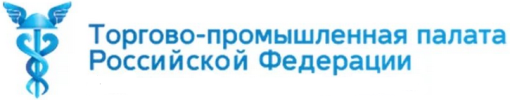 Торгово-промышленная палата
Российской Федерации